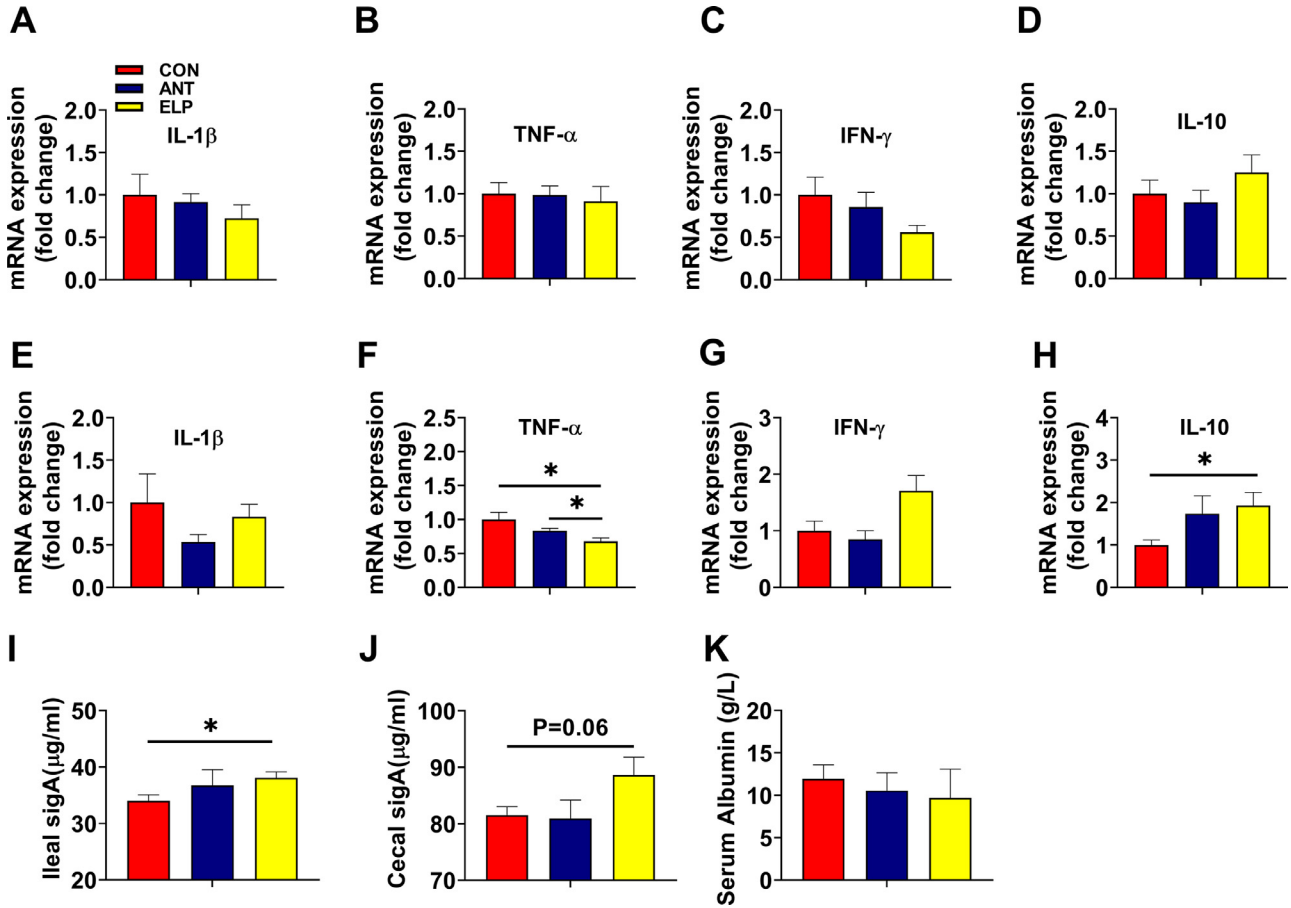 A
B
C
D
CON
ANT
ELP
mRNA expression
(fold change)
2.0
1.5
1.0
0.5
0.0
IL-1β
mRNA expression
(fold change)
2.0
1.5
1.0
0.5
0.0
TNF-α
mRNA expression
(fold change)
2.0
1.5
1.0
0.5
0.0
IFN-γ
mRNA expression
(fold change)
2.0
1.5
1.0
0.5
0.0
IL-10
E
F
G
H
mRNA expression
(fold change)
2.0
1.5
1.0
0.5
0.0
IL-1β
mRNA expression
(fold change)
2.5
2.0
1.5
1.0
0.5
0.0
TNF-α
*
*
mRNA expression
(fold change)
3
2
1
0
IFN-γ
mRNA expression
(fold change)
4
3
2
1
0
IL-10
*
I
J
K
Ileal sigA(μg/ml)
50
40
30
20
*
Cecal sigA(μg/ml)
100
90
80
70
P=0.06
Serum Albumin (g/L)
20
15
10
5
0